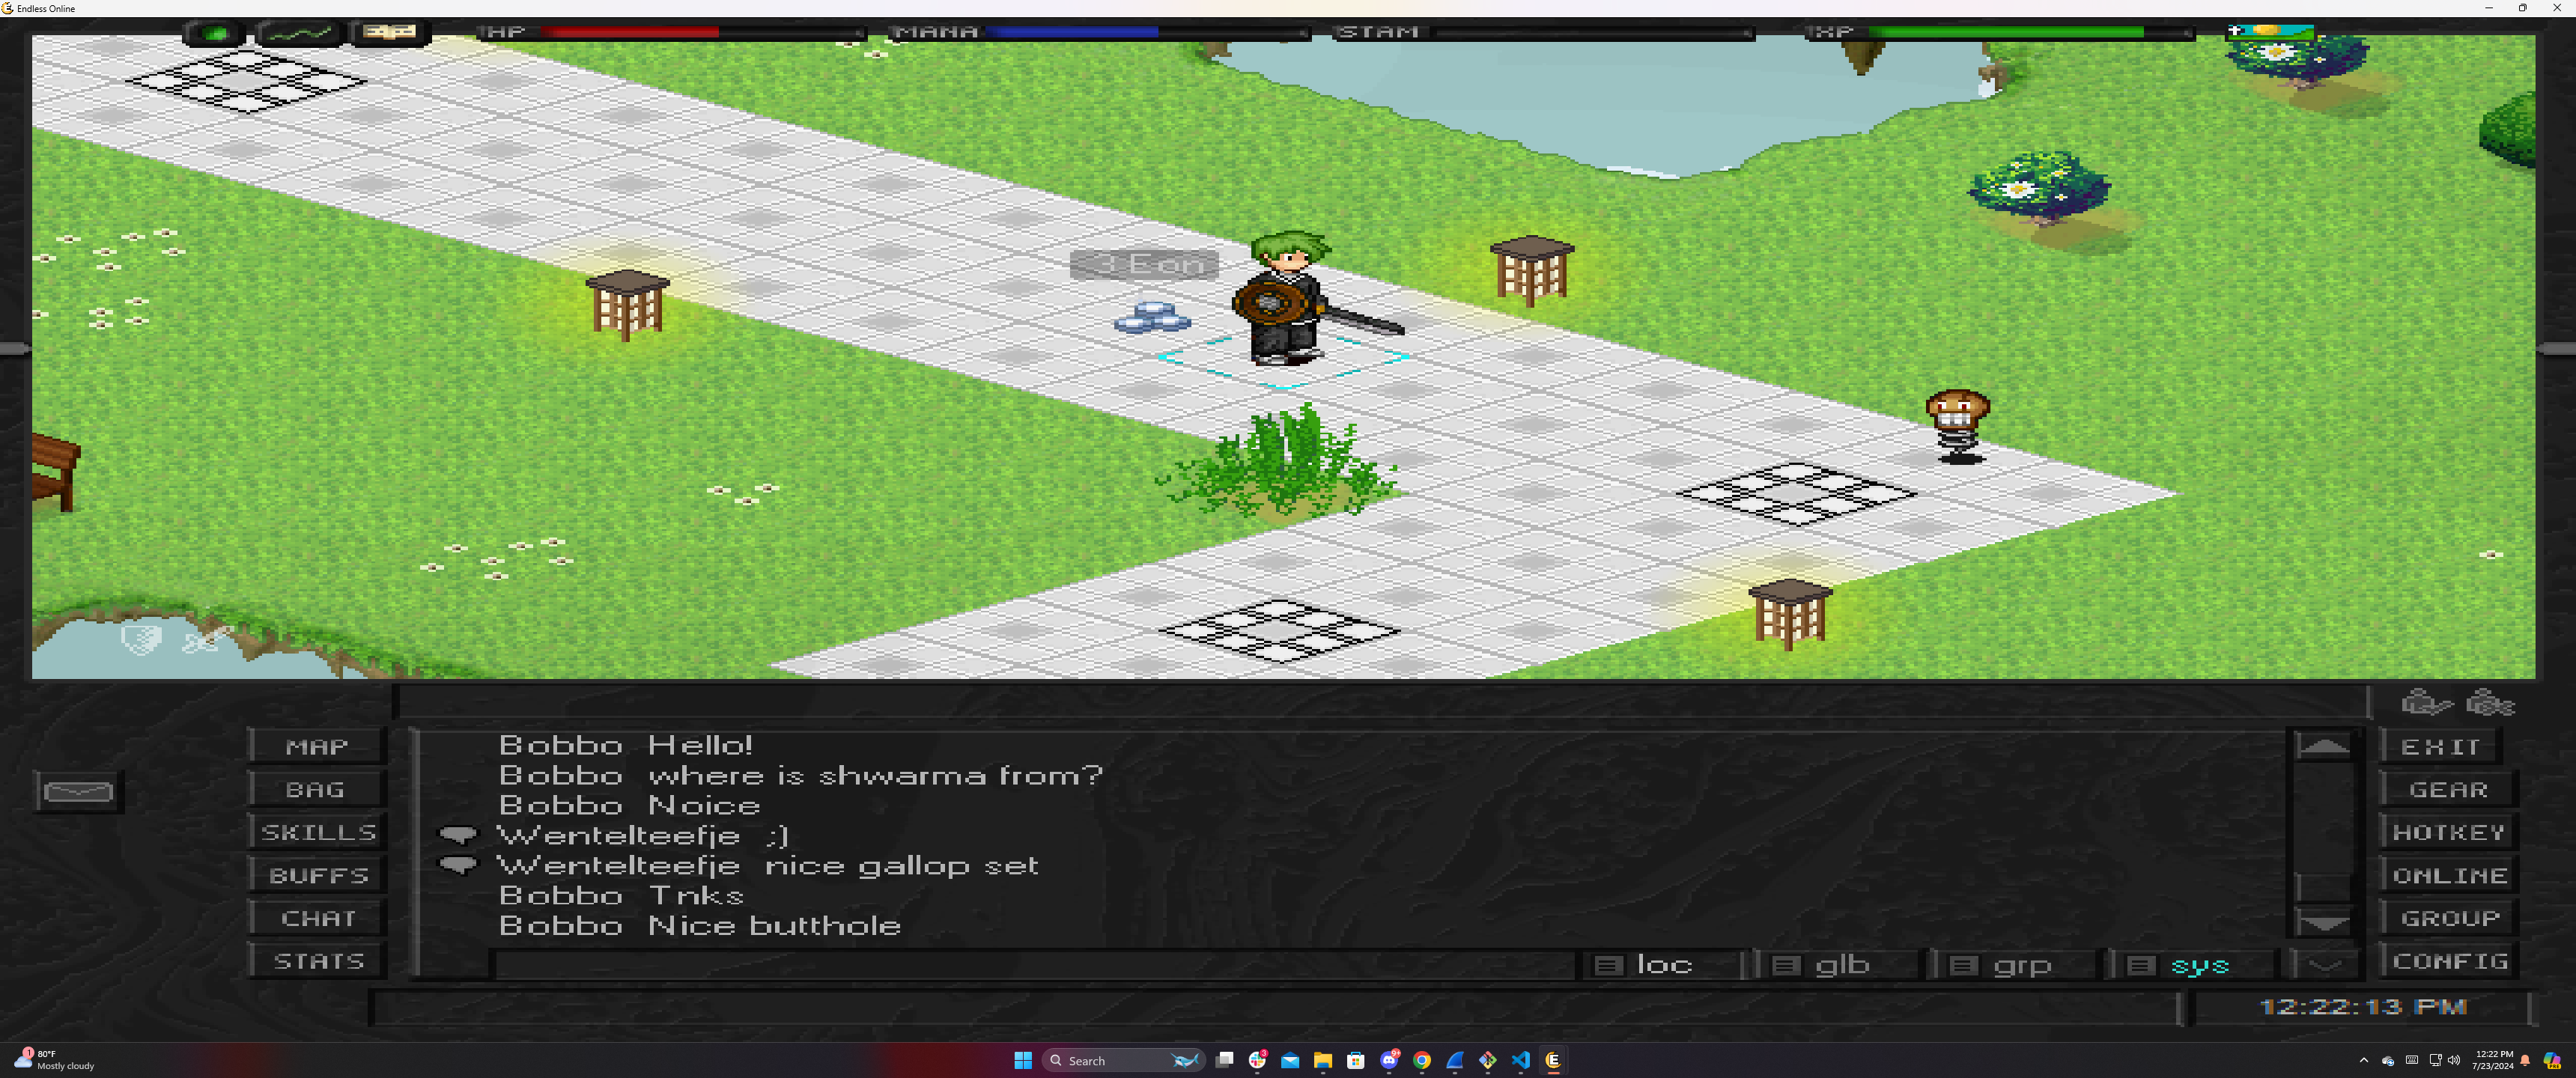 Endless Online
HP
MANA
STAM
XP
3 Eon
MAP
BAG
SKILLS
BUFFS
CHAT
STATS
Bobbo Hello!
Bobbo where is shwarma from?
Bobbo Noice
Wentelteefje ;)
Wentelteefje nice gallop set
Bobbo Tnks
Bobbo Nice butthole
EXIT
GEAR
HOTKEY
ONLINE
GROUP
CONFIG
loc
glb
grp
sys
12:22:13 PM
1
80°F
Mostly cloudy
Search
3
9+
12:22 PM
7/23/2024